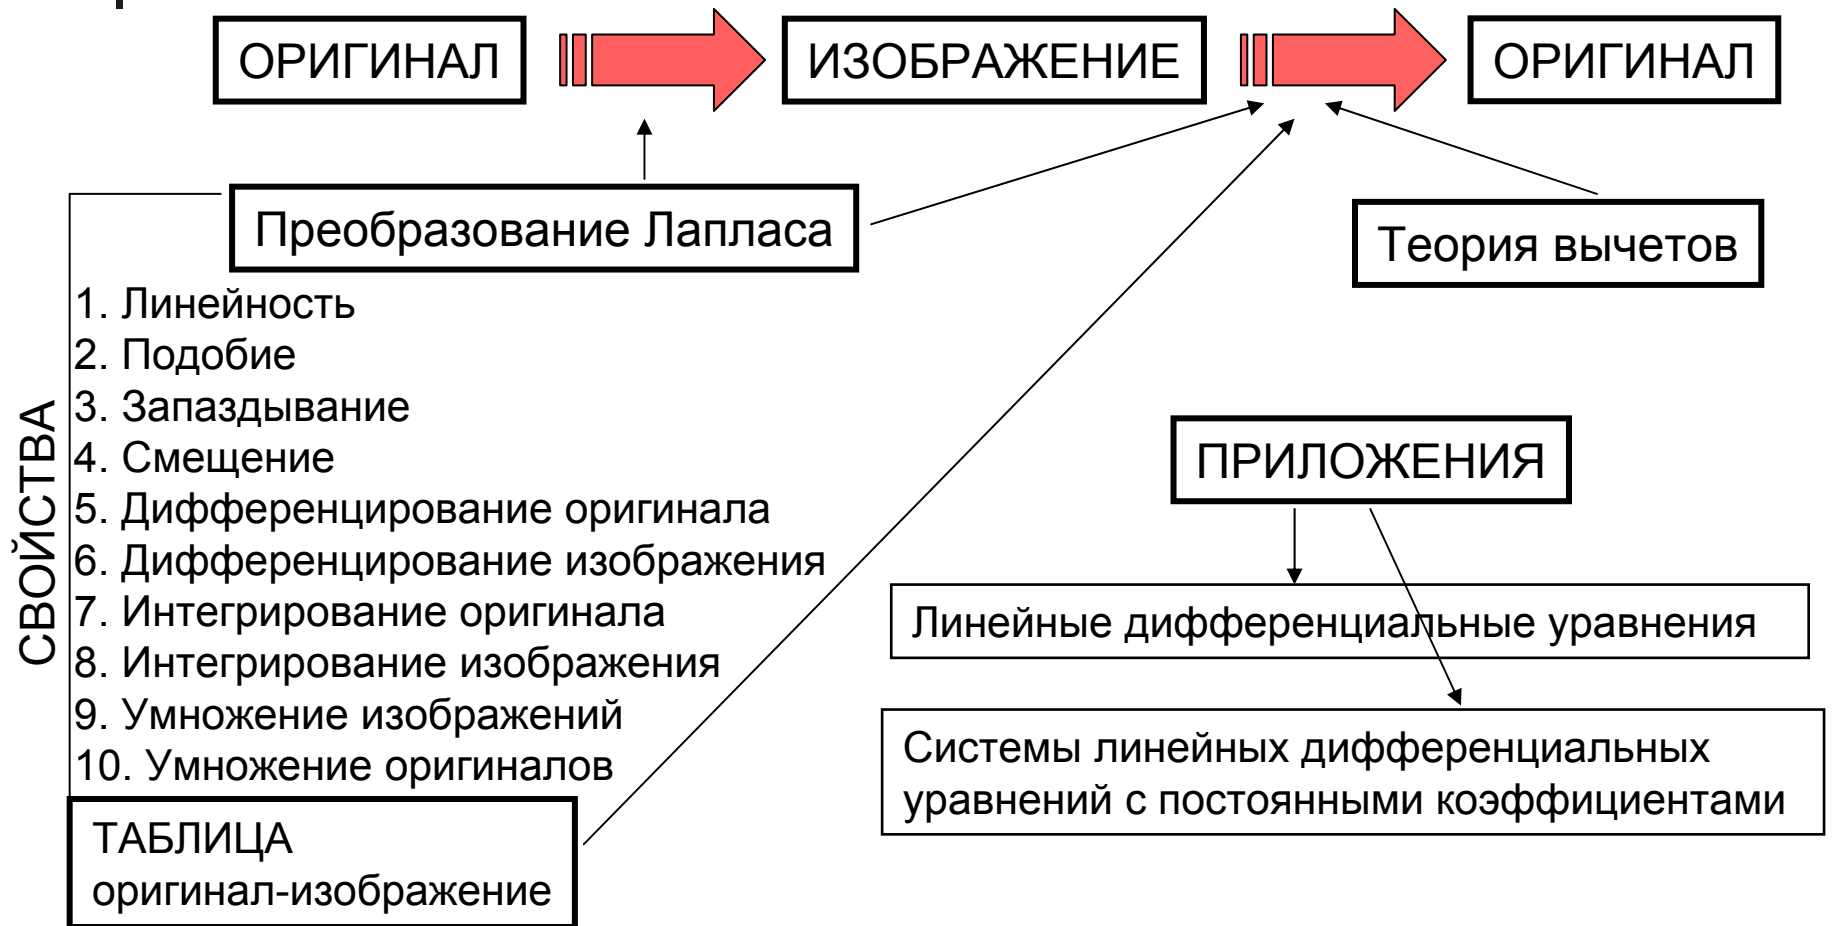 ОРИГИНАЛ
ИЗОБРАЖЕНИЕ
ОРИГИНАЛ
Преобразование Лапласа
Теория вычетов
СВОЙСТВА
1. Линейность
2. Подобие
3. Запаздывание
4. Смещение
5. Дифференцирование оригинала
6. Дифференцирование изображения
7. Интегрирование оригинала
8. Интегрирование изображения
9. Умножение изображений
10. Умножение оригиналов
ТАБЛИЦА
оригинал-изображение
ПРИЛОЖЕНИЯ
Линейные дифференциальные уравнения
Системы линейных дифференциальных
уравнений с постоянными коэффициентами